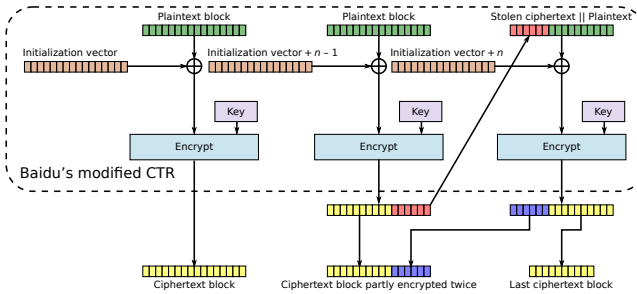 Plaintext block
Plaintext block
Stolen ciphertext || Plaintext
Initialization vector
Initialization vector + n – 1
Initialization vector + n
Key
Key
Key
Encrypt
Encrypt
Encrypt
Baidu's modified CTR
Ciphertext block
Ciphertext block partly encrypted twice
Last ciphertext block